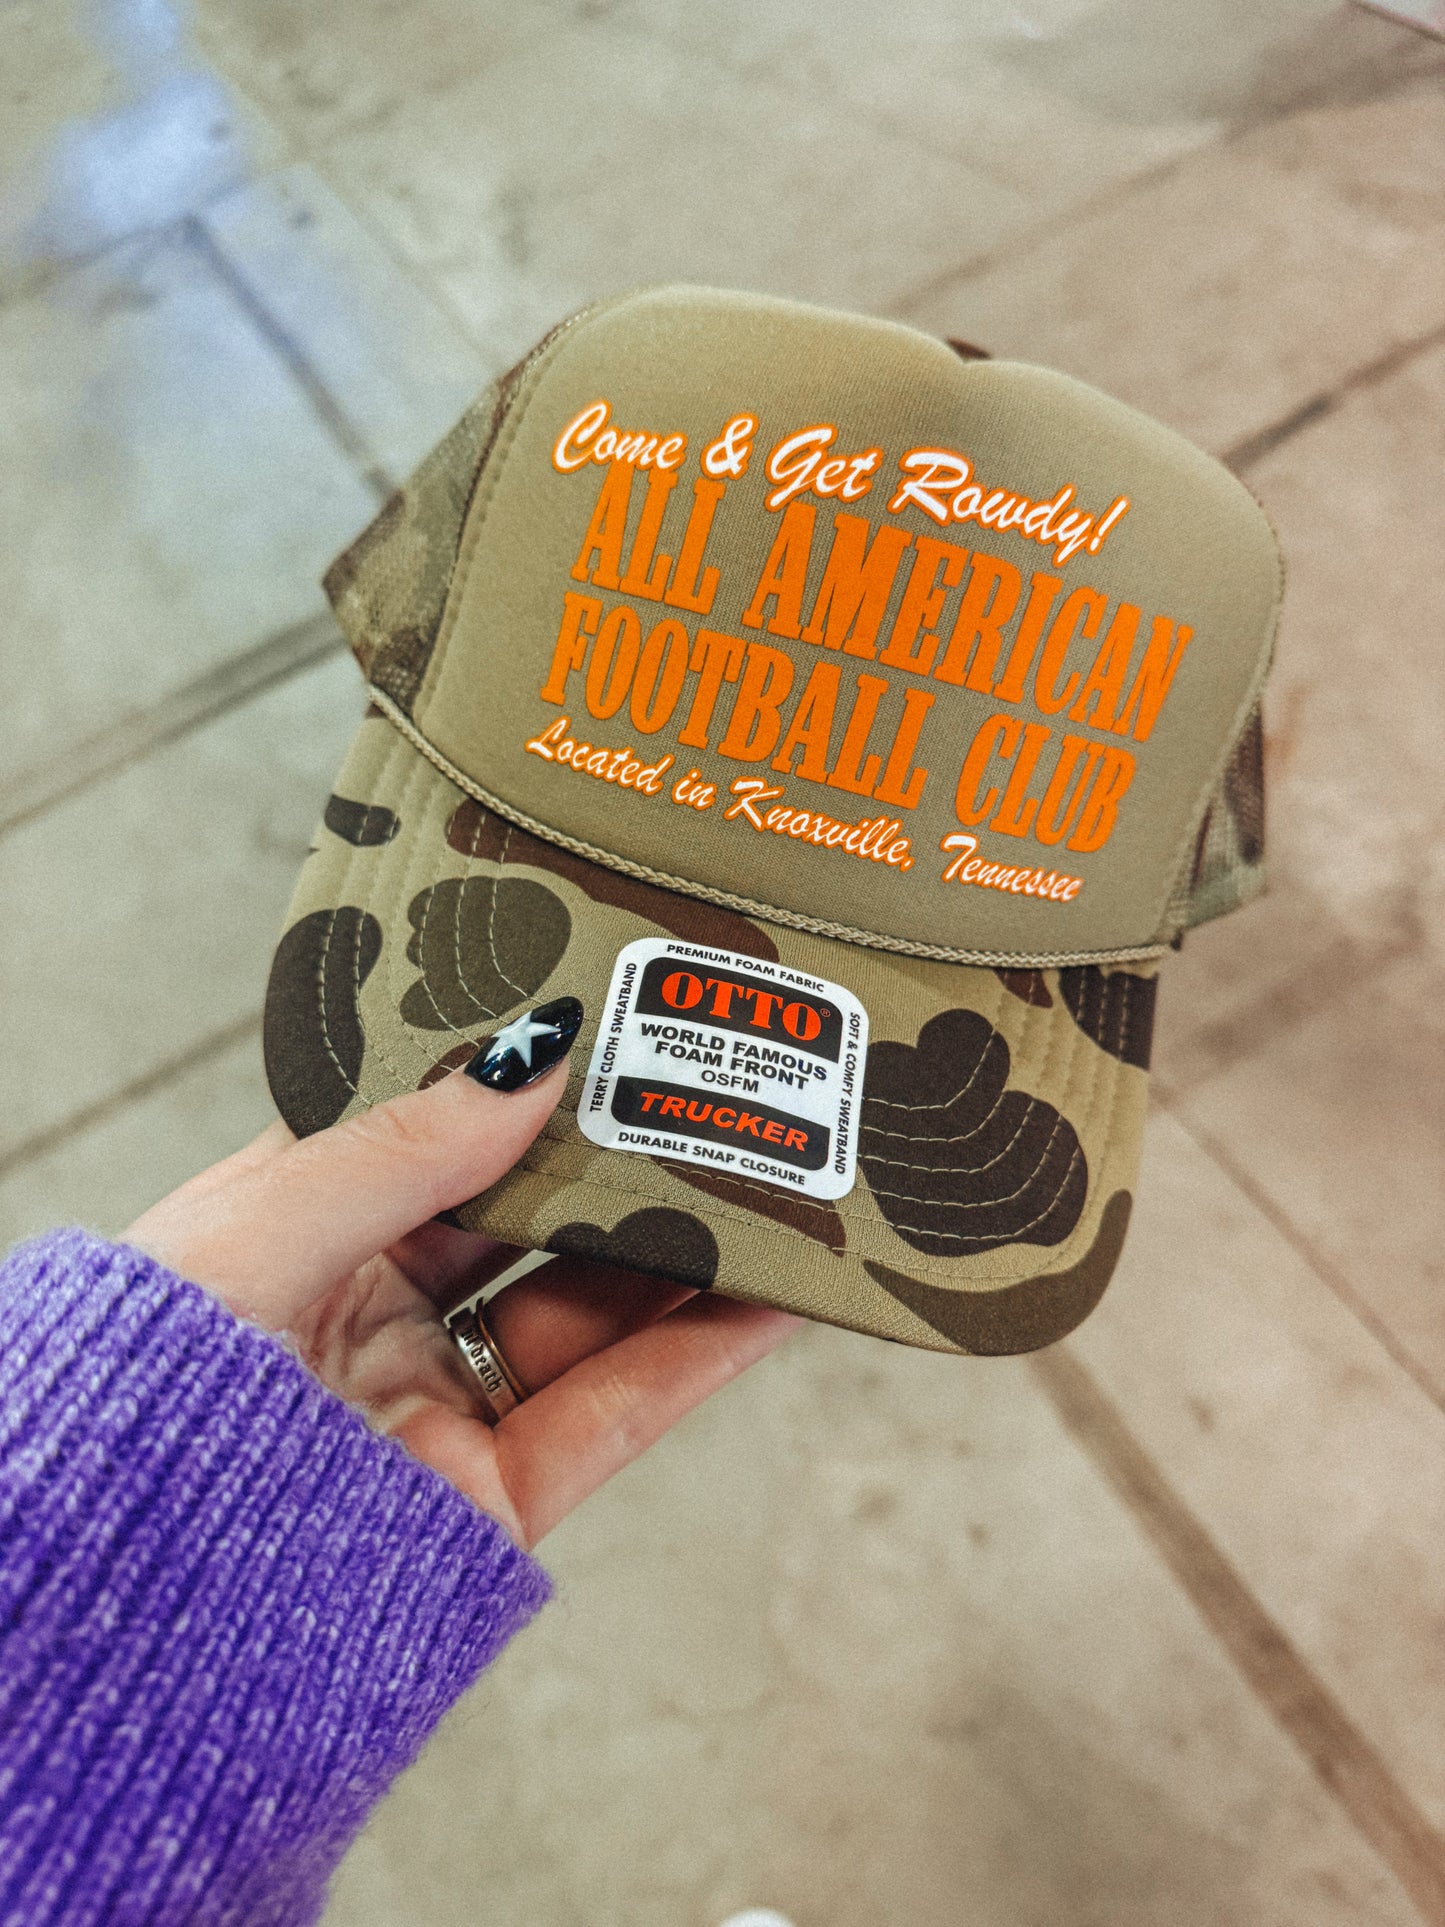 Come & Get Rowdy!
ALL AMERICAN
FOOTBALL CLUB
Located in Knoxville, Tennessee
PREMIUM FOAM FABRIC
TERRY CLOTH SWEATBAND
OTTO®
WORLD FAMOUS
FOAM FRONT
OSFM
TRUCKER
SOFT & COMFY SWEATBAND
DURABLE SNAP CLOSURE
death